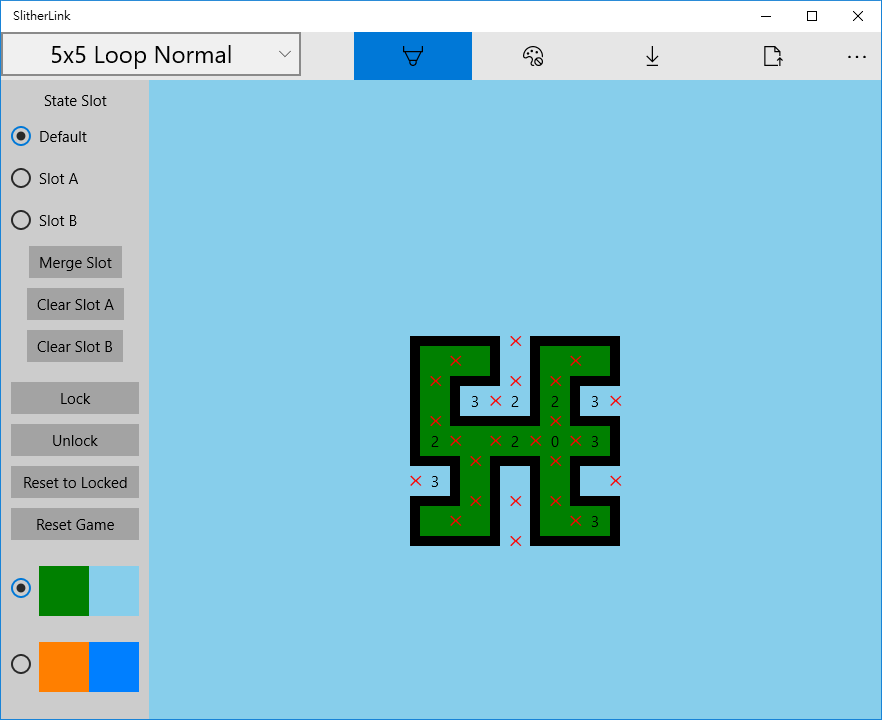 SlitherLink
5x5 Loop Normal
State Slot
Default
Slot A
Slot B
Merge Slot
Clear Slot A
Clear Slot B
Lock
Unlock
Reset to Locked
Reset Game
3 2 2 3
2 2 0 3
3
3